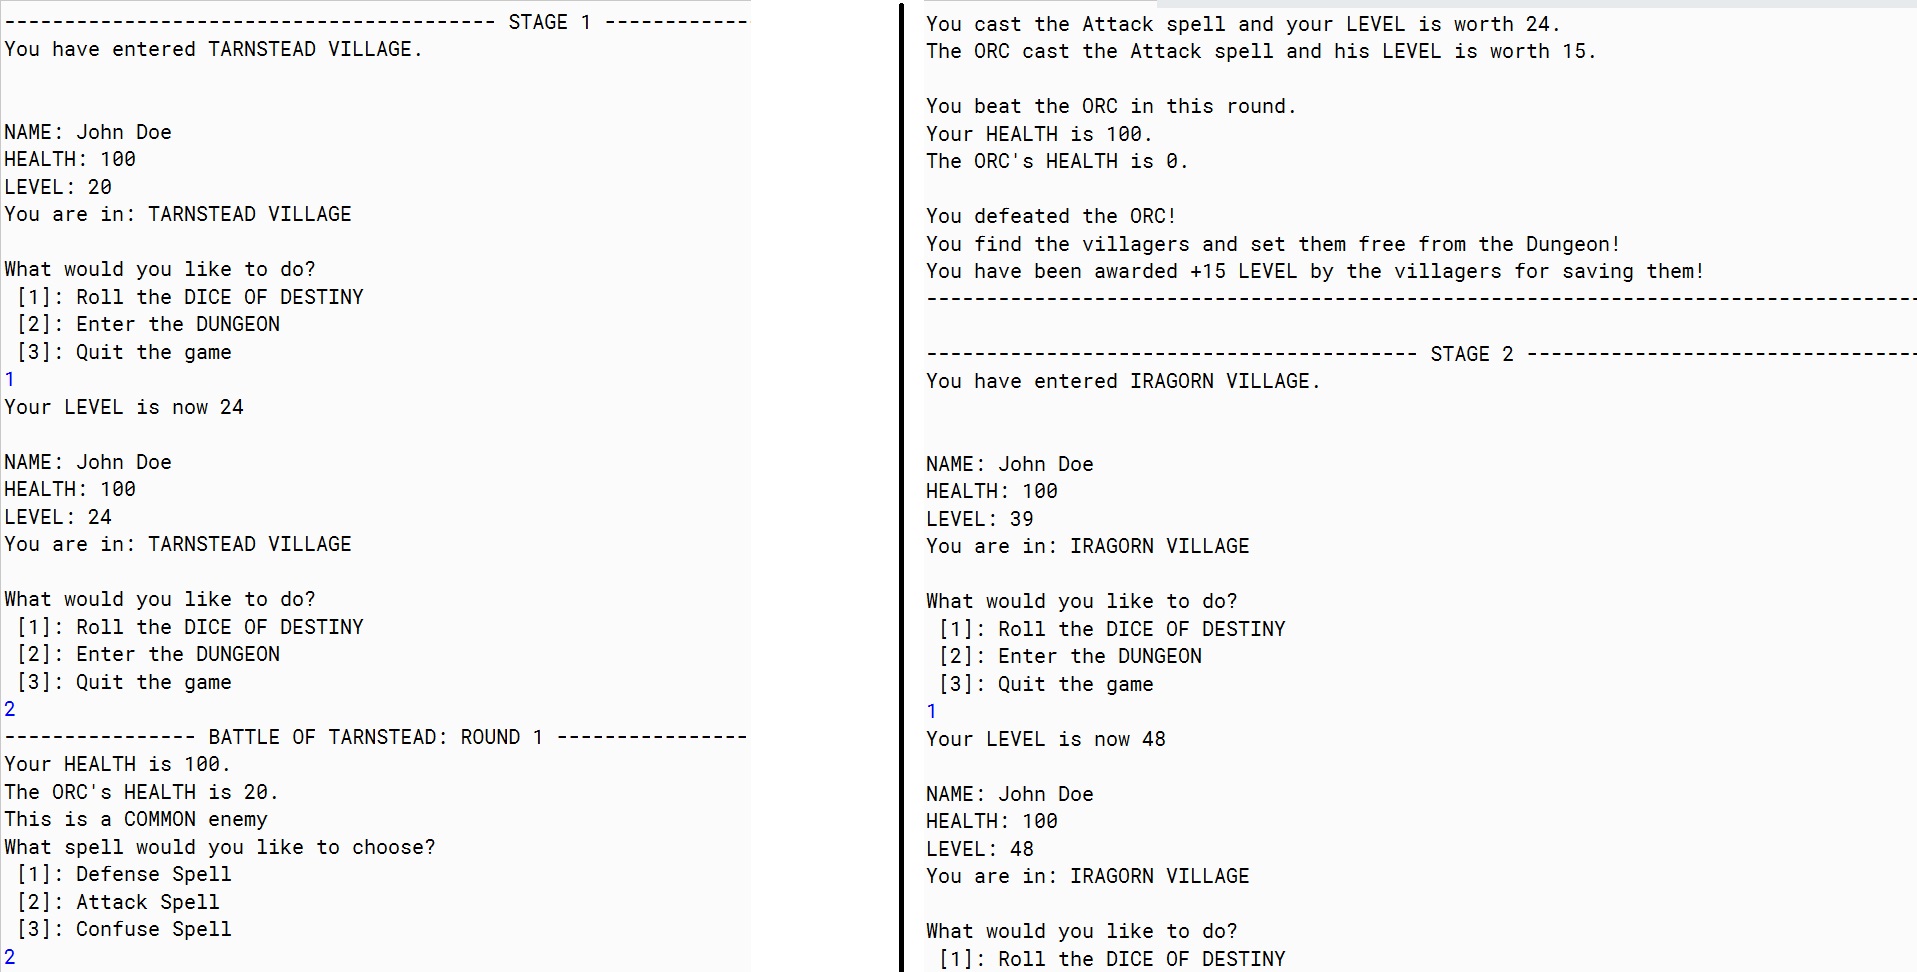 --------------------------------------- STAGE 1 ------------
You have entered TARNSTEAD VILLAGE.
NAME: John Doe
HEALTH: 100
LEVEL: 20
You are in: TARNSTEAD VILLAGE
What would you like to do?
[1]: Roll the DICE OF DESTINY
[2]: Enter the DUNGEON
[3]: Quit the game
1
Your LEVEL is now 24
NAME: John Doe
HEALTH: 100
LEVEL: 24
You are in: TARNSTEAD VILLAGE
What would you like to do?
[1]: Roll the DICE OF DESTINY
[2]: Enter the DUNGEON
[3]: Quit the game
2
---------------- BATTLE OF TARNSTEAD: ROUND 1 ----------------
Your HEALTH is 100.
The ORC's HEALTH is 20.
This is a COMMON enemy
What spell would you like to choose?
[1]: Defense Spell
[2]: Attack Spell
[3]: Confuse Spell
2
You cast the Attack spell and your LEVEL is worth 24.
The ORC cast the Attack spell and his LEVEL is worth 15.
You beat the ORC in this round.
Your HEALTH is 100.
The ORC's HEALTH is 0.
You defeated the ORC!
You find the villagers and set them free from the Dungeon!
You have been awarded +15 LEVEL by the villagers for saving them!
-----------------------------------------------------------------------------------
----------------------------------------- STAGE 2 ---------------------------------
You have entered IRAGORN VILLAGE.
NAME: John Doe
HEALTH: 100
LEVEL: 39
You are in: IRAGORN VILLAGE
What would you like to do?
[1]: Roll the DICE OF DESTINY
[2]: Enter the DUNGEON
[3]: Quit the game
1
Your LEVEL is now 48
NAME: John Doe
HEALTH: 100
LEVEL: 48
You are in: IRAGORN VILLAGE
What would you like to do?
[1]: Roll the DICE OF DESTINY